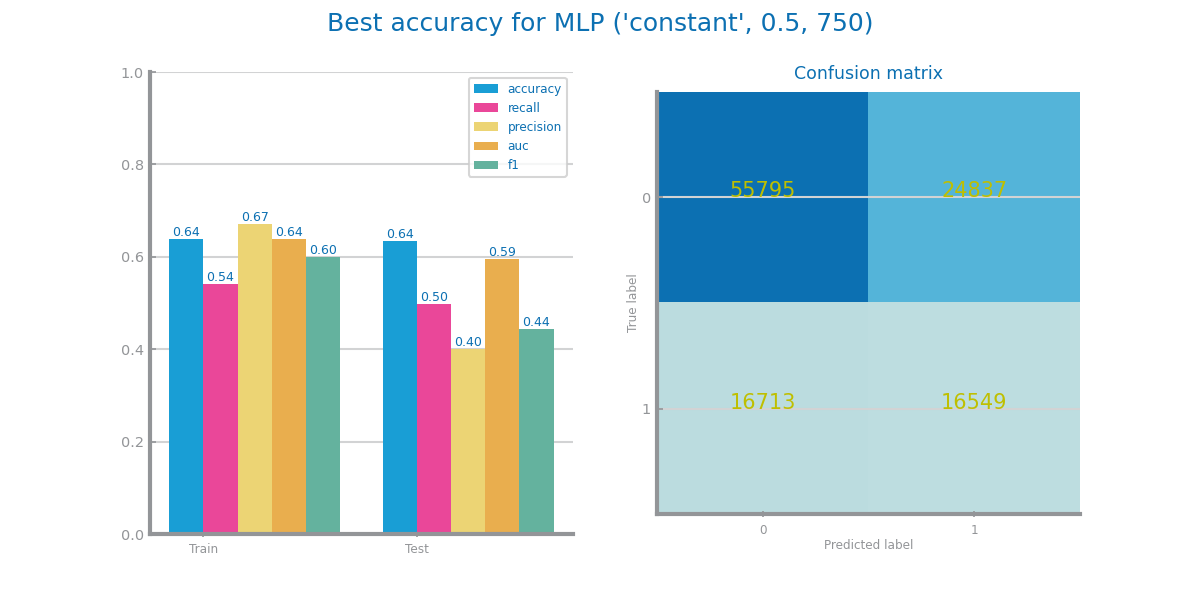 Best accuracy for MLP ('constant', 0.5, 750)
1.0
0.8
0.6
0.4
0.2
0.0
accuracy
recall
precision
auc
f1
0.64
0.54
0.67
0.64
0.60
0.64
0.50
0.40
0.59
0.44
Train
Test
Confusion matrix
True label
0
1
55795
24837
16713
16549
0
1
Predicted label